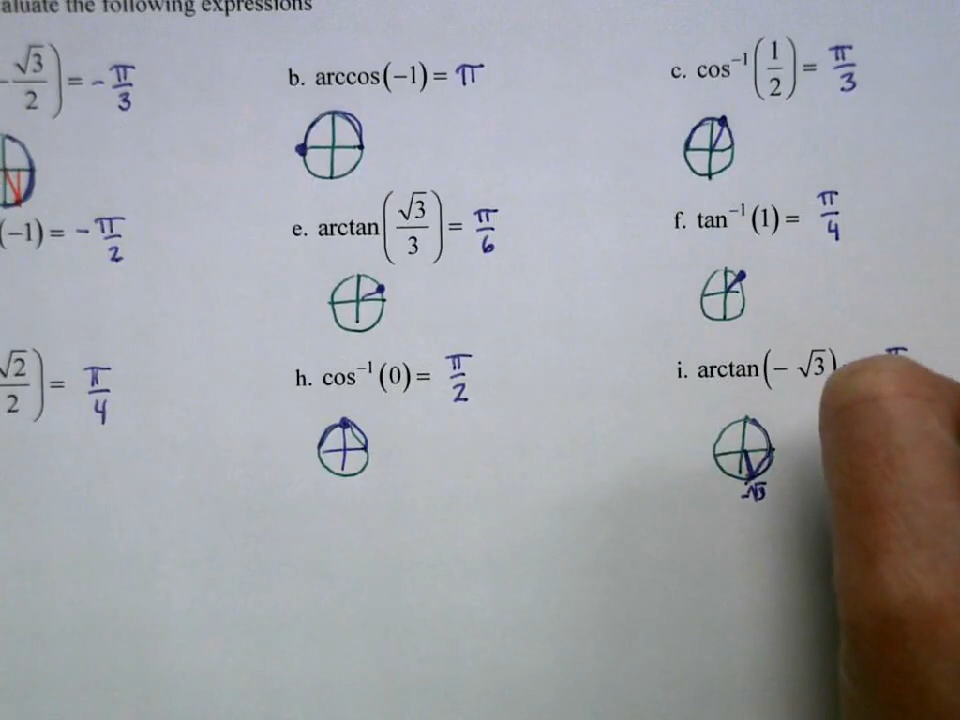 aluate the following expressions
-√3/2) = -π/3
b. arccos(-1) = π
c. cos⁻¹(1/2) = π/3
(-1) = -π/2
e. arctan(√3/3) = π/6
f. tan⁻¹(1) = π/4
√2/2) = π/4
h. cos⁻¹(0) = π/2
i. arctan(- √3)
-√3